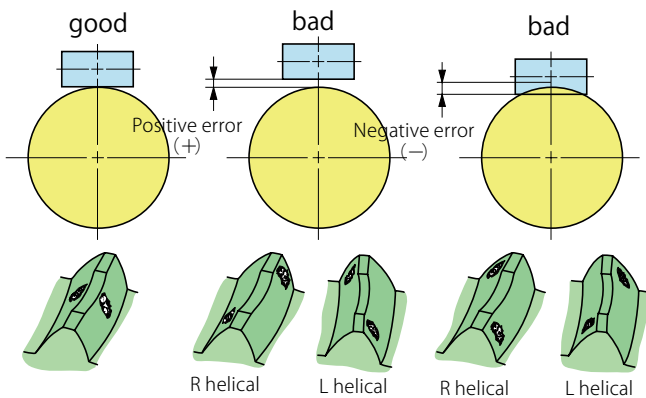 good
bad
bad
Positive error
(+)
Negative error
(−)
R helical
L helical
R helical
L helical